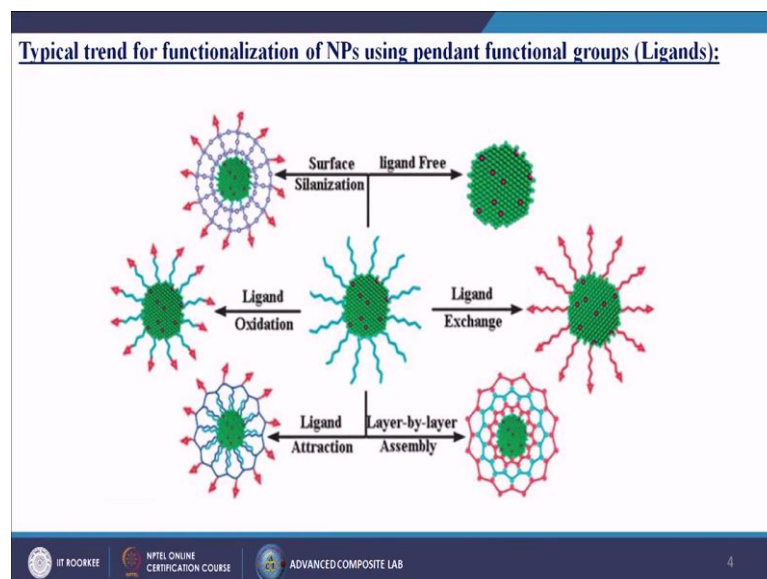 Typical trend for functionalization of NPs using pendant functional groups (Ligands):
Surface
Silanization
ligand Free
Ligand
Oxidation
Ligand
Exchange
Ligand
Attraction
Layer-by-layer
Assembly
IIT ROORKEE
NPTEL ONLINE
CERTIFICATION COURSE
ADVANCED COMPOSITE LAB
4